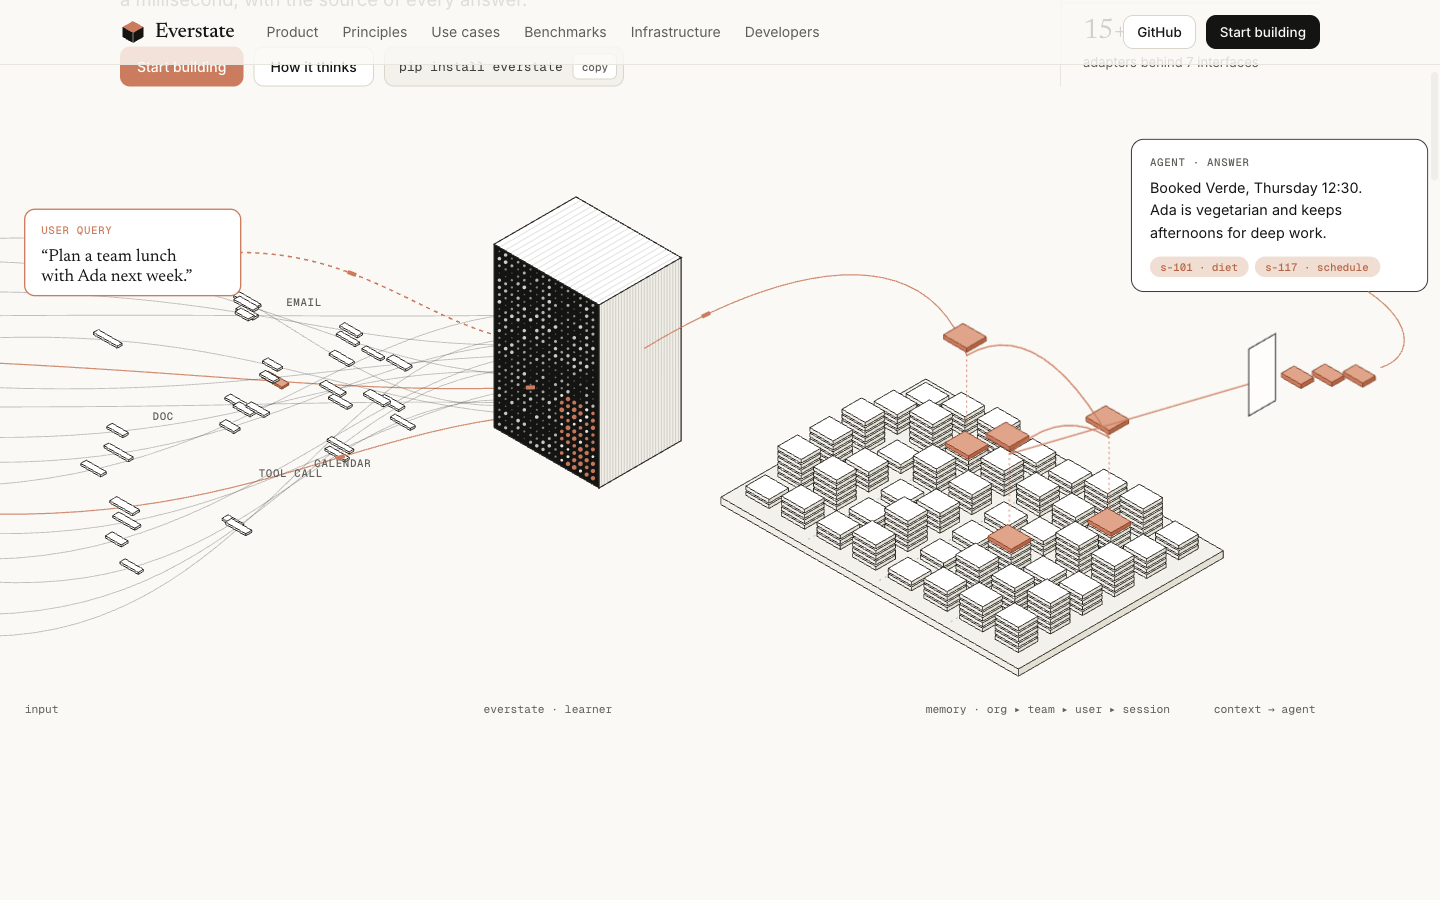 a millisecond, with the source of every answer.
Everstate
Product
Principles
Use cases
Benchmarks
Infrastructure
Developers
15+
GitHub
Start building
Start building
How it thinks
pip install everstate
copy
adapters behind 7 interfaces
AGENT · ANSWER
Booked Verde, Thursday 12:30.
Ada is vegetarian and keeps
afternoons for deep work.
s-101 · diet
s-117 · schedule
USER QUERY
“Plan a team lunch
with Ada next week.”
EMAIL
DOC
CALENDAR
TOOL CALL
input
everstate · learner
memory · org ▸ team ▸ user ▸ session
context → agent